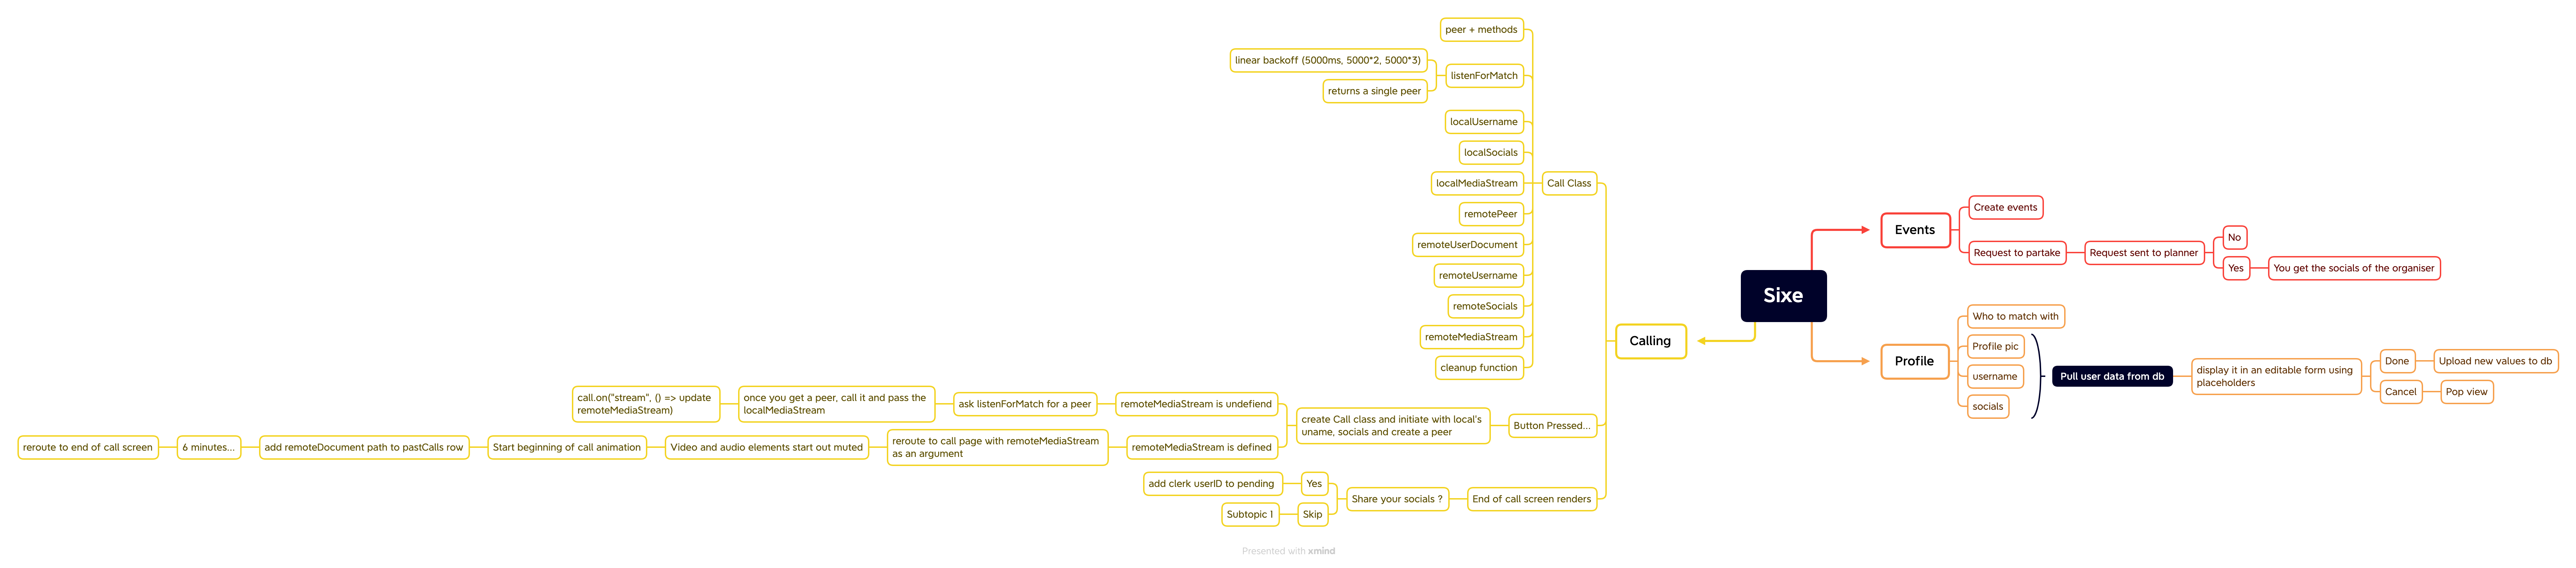 Sixe
Events
Create events
Request to partake
Request sent to planner
No
Yes
You get the socials of the organiser
Profile
Who to match with
Profile pic
username
socials
Pull user data from db
display it in an editable form using
placeholders
Done
Upload new values to db
Cancel
Pop view
Calling
Call Class
peer + methods
listenForMatch
linear backoff (5000ms, 5000*2, 5000*3)
returns a single peer
localUsername
localSocials
localMediaStream
remotePeer
remoteUserDocument
remoteUsername
remoteSocials
remoteMediaStream
cleanup function
Button Pressed...
create Call class and initiate with local's
uname, socials and create a peer
remoteMediaStream is undefiend
ask listenForMatch for a peer
once you get a peer, call it and pass the
localMediaStream
call.on("stream", () => update
remoteMediaStream)
remoteMediaStream is defined
reroute to call page with remoteMediaStream
as an argument
Video and audio elements start out muted
Start beginning of call animation
add remoteDocument path to pastCalls row
6 minutes...
reroute to end of call screen
End of call screen renders
Share your socials ?
Yes
add clerk userID to pending
Skip
Subtopic 1
Presented with xmind